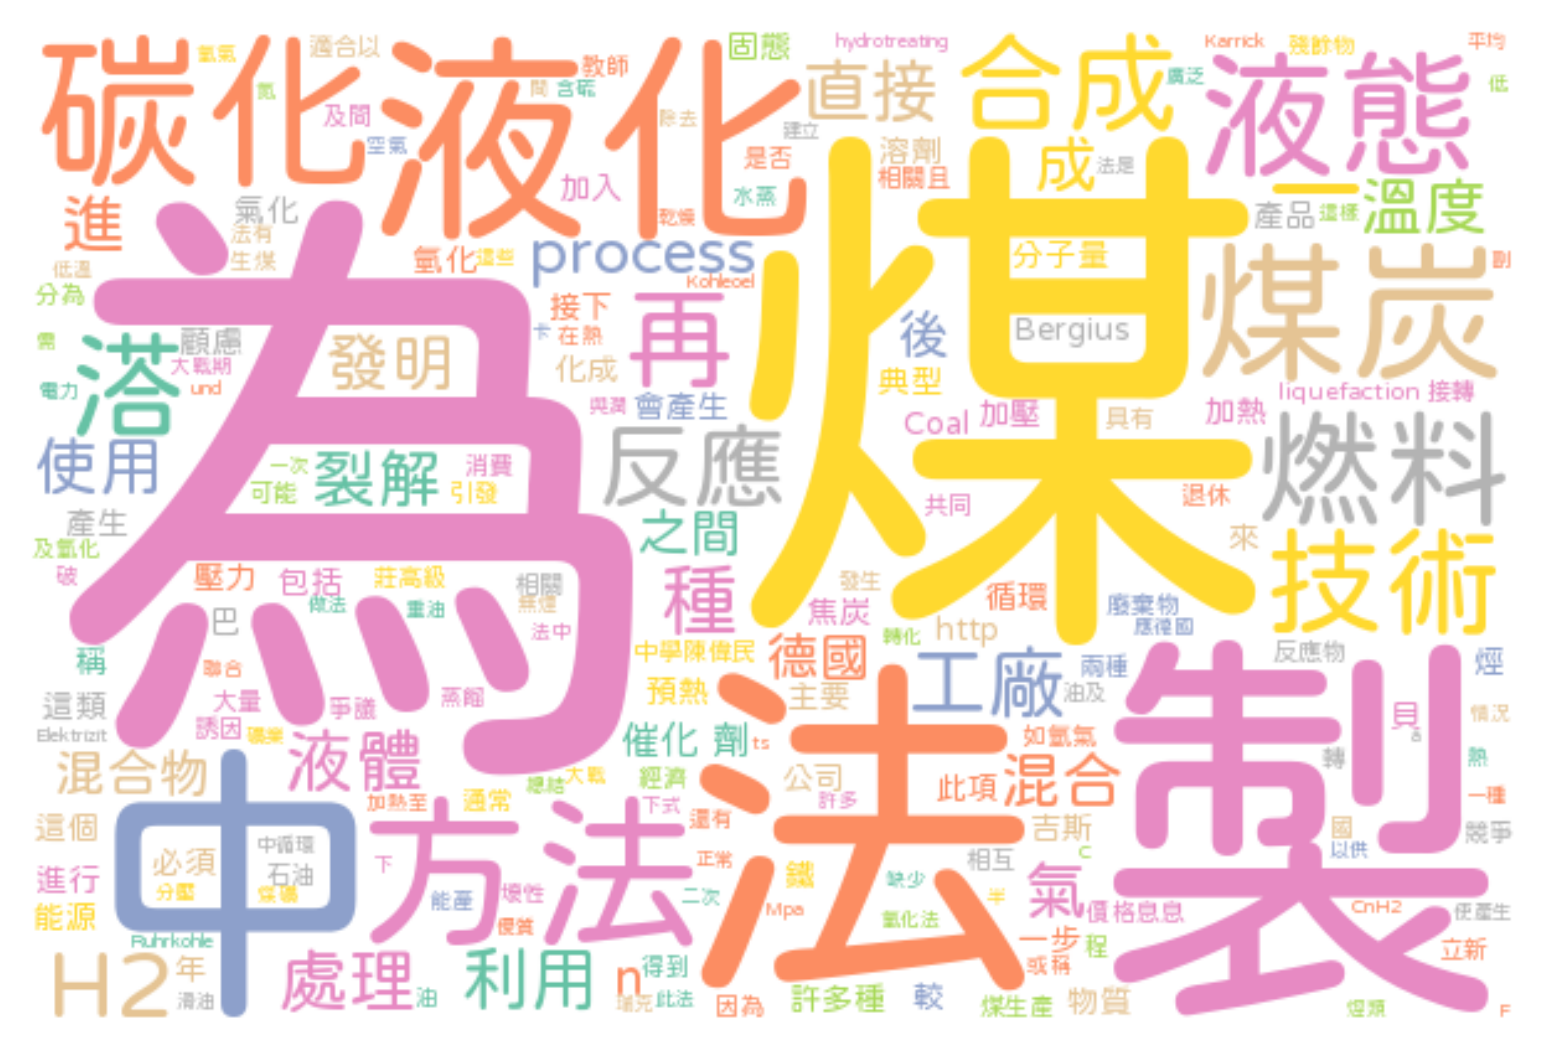 碳化
液化
合成
液態
直接
煤
為
製
法
中
方法
煤炭
燃料
技術
工廠
反應
再
種
process
溫度
一
成
進
氫氣
氮
適合以
及間
空氣
教師
間
含硫
固態
除去
建立
hydrotreating
Karrick
殘餘物
平均
低
廣泛
溶劑
相關且
是否
水蒸
加入
乾燥
法是
產品
這樣
氣化
法有
生煤
低溫
分為
氫化
這些
Kohleoel
接下
在熱
卡
分子量
Bergius
副
後
典型
發明
顧慮
大戰期
und
電力
需
溚
化成
與潤
會產生
Coal
加壓
具有
加熱
liquefaction
接轉
使用
裂解
一次
可能
消費
引發
產生
及氫化
破
之間
共同
退休
來
壓力
包括
莊高級
相關
做法
重油
無煙
法中
巴
稱
聯合
發生
焦炭
循環
廢棄物
應德國
轉化
http
中學陳偉民
德國
兩種
反應物
烴
這類
大量
爭議
蒸餾
預熱
主要
油及
Elektrizit
誘因
礦業
液體
催化
劑
ts
如氫氣
貝
情況
混合物
大戰
總結
經濟
公司
許多
此項
混合
轉
熱
一種
加熱至
通常
下式
還有
吉斯
國
以供
競爭
這個
必須
中循環
石油
下
正常
鐵
相互
C
進行
分壓
能產
壞性
二次
缺少
氣
能源
優質
Mpa
氫化法
半
價格息息
CnH2
使產生
Ruhrkohle
H2
年
滑油
處理
油
利用
n
得到
此法
因為
許多種
較
一步
或稱
程
煤生產
物質
立新
烴類
F